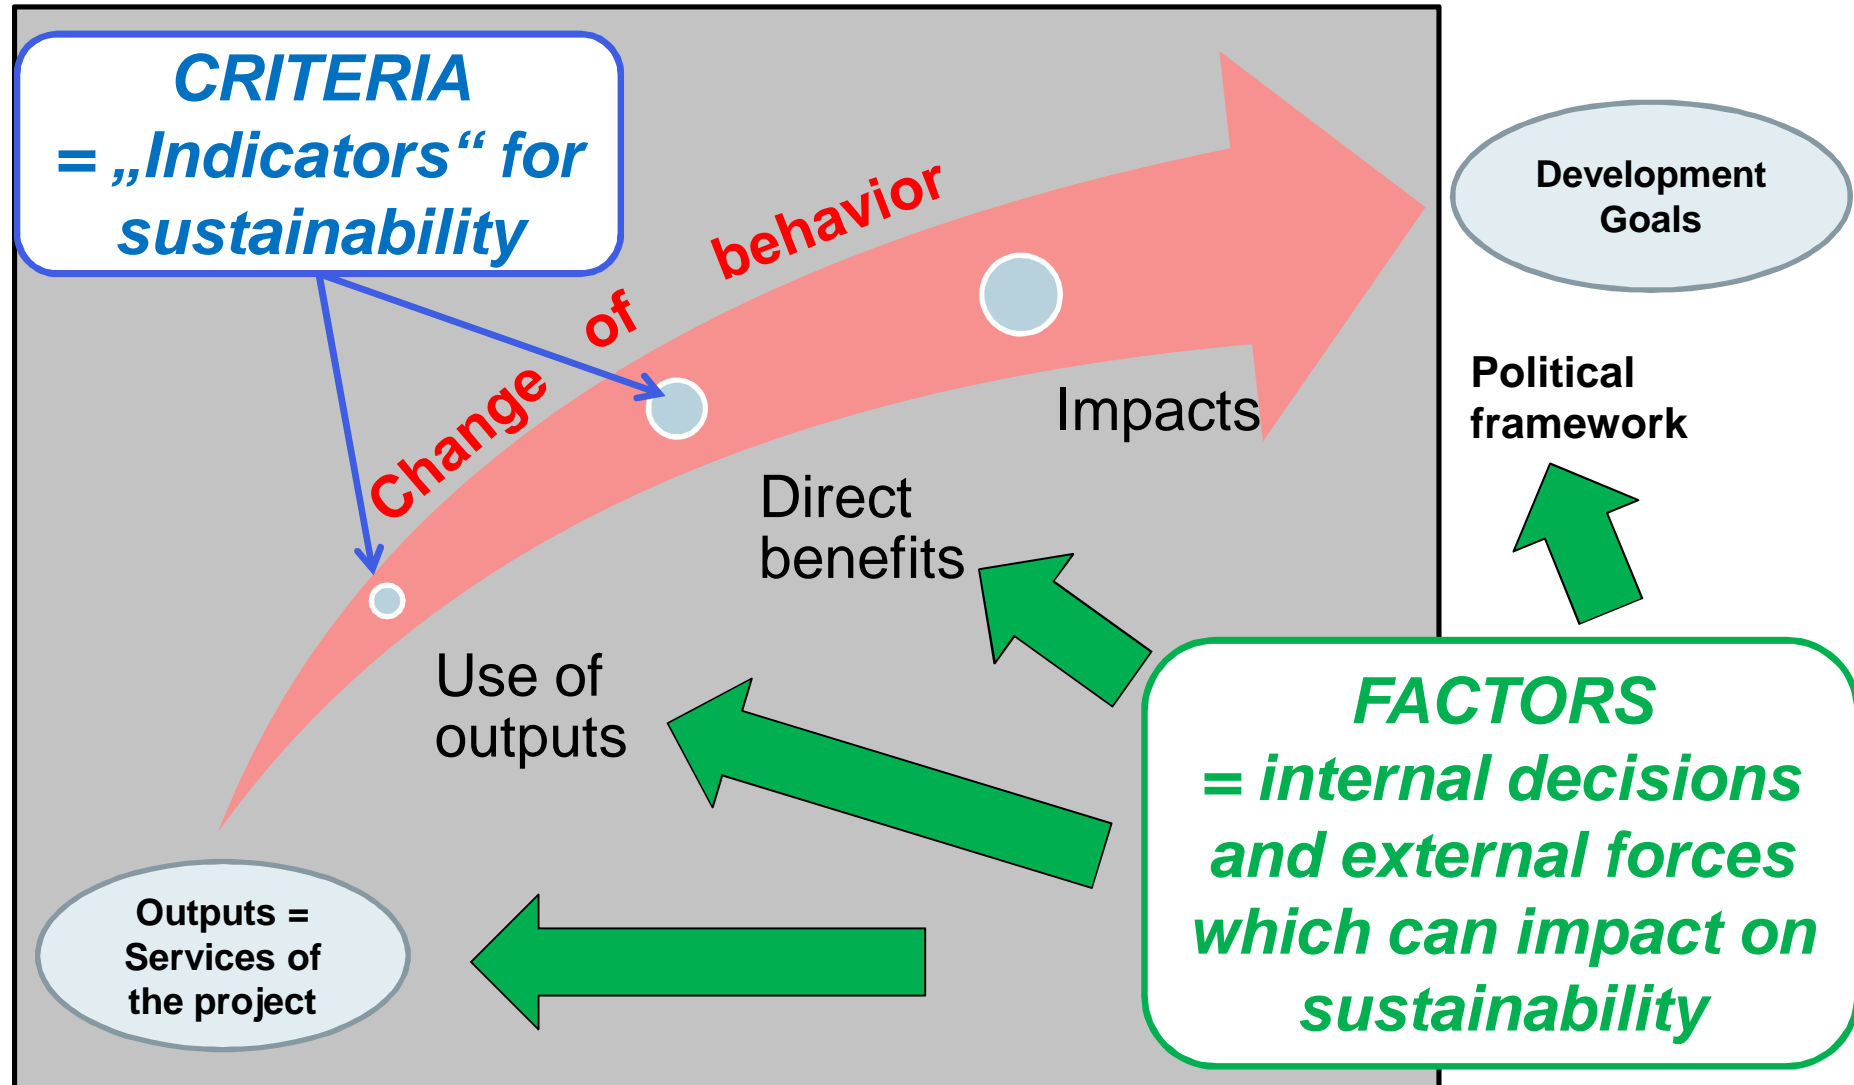 CRITERIA
= „Indicators“ for
sustainability
Change of behavior
Development
Goals
Political
framework
Impacts
Direct
benefits
Use of
outputs
Outputs =
Services of
the project
FACTORS
= internal decisions
and external forces
which can impact on
sustainability